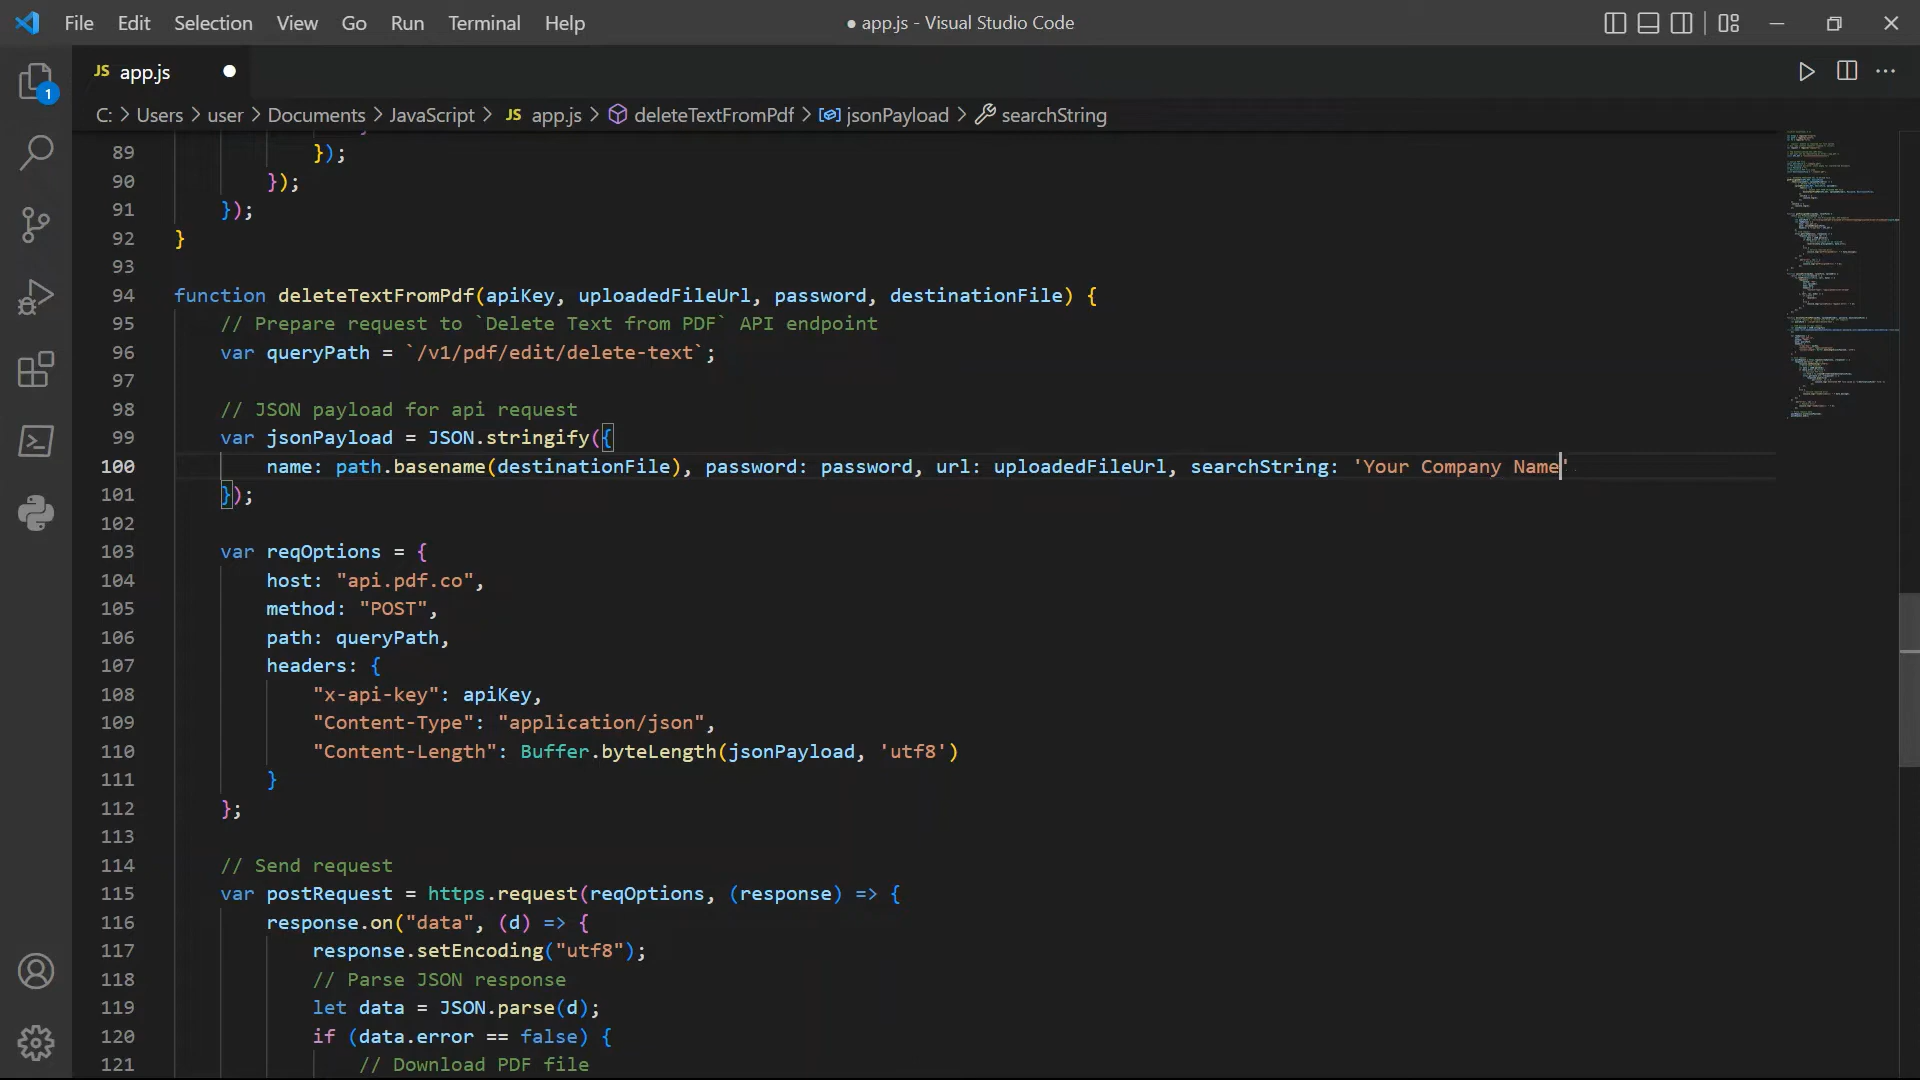 File Edit Selection View Go Run Terminal Help ● app.js - Visual Studio Code
1
JS app.js
C: > Users > user > Documents > JavaScript > JS app.js > deleteTextFromPdf > jsonPayload > searchString
89 });
90 });
91 });
92 }
93
94 function deleteTextFromPdf(apiKey, uploadedFileUrl, password, destinationFile) {
95 // Prepare request to `Delete Text from PDF` API endpoint
96 var queryPath = `/v1/pdf/edit/delete-text`;
97
98 // JSON payload for api request
99 var jsonPayload = JSON.stringify({
100 name: path.basename(destinationFile), password: password, url: uploadedFileUrl, searchString: 'Your Company Name'
101 });
102
103 var reqOptions = {
104 host: "api.pdf.co",
105 method: "POST",
106 path: queryPath,
107 headers: {
108 "x-api-key": apiKey,
109 "Content-Type": "application/json",
110 "Content-Length": Buffer.byteLength(jsonPayload, 'utf8')
111 }
112 };
113
114 // Send request
115 var postRequest = https.request(reqOptions, (response) => {
116 response.on("data", (d) => {
117 response.setEncoding("utf8");
118 // Parse JSON response
119 let data = JSON.parse(d);
120 if (data.error == false) {
121 // Download PDF file